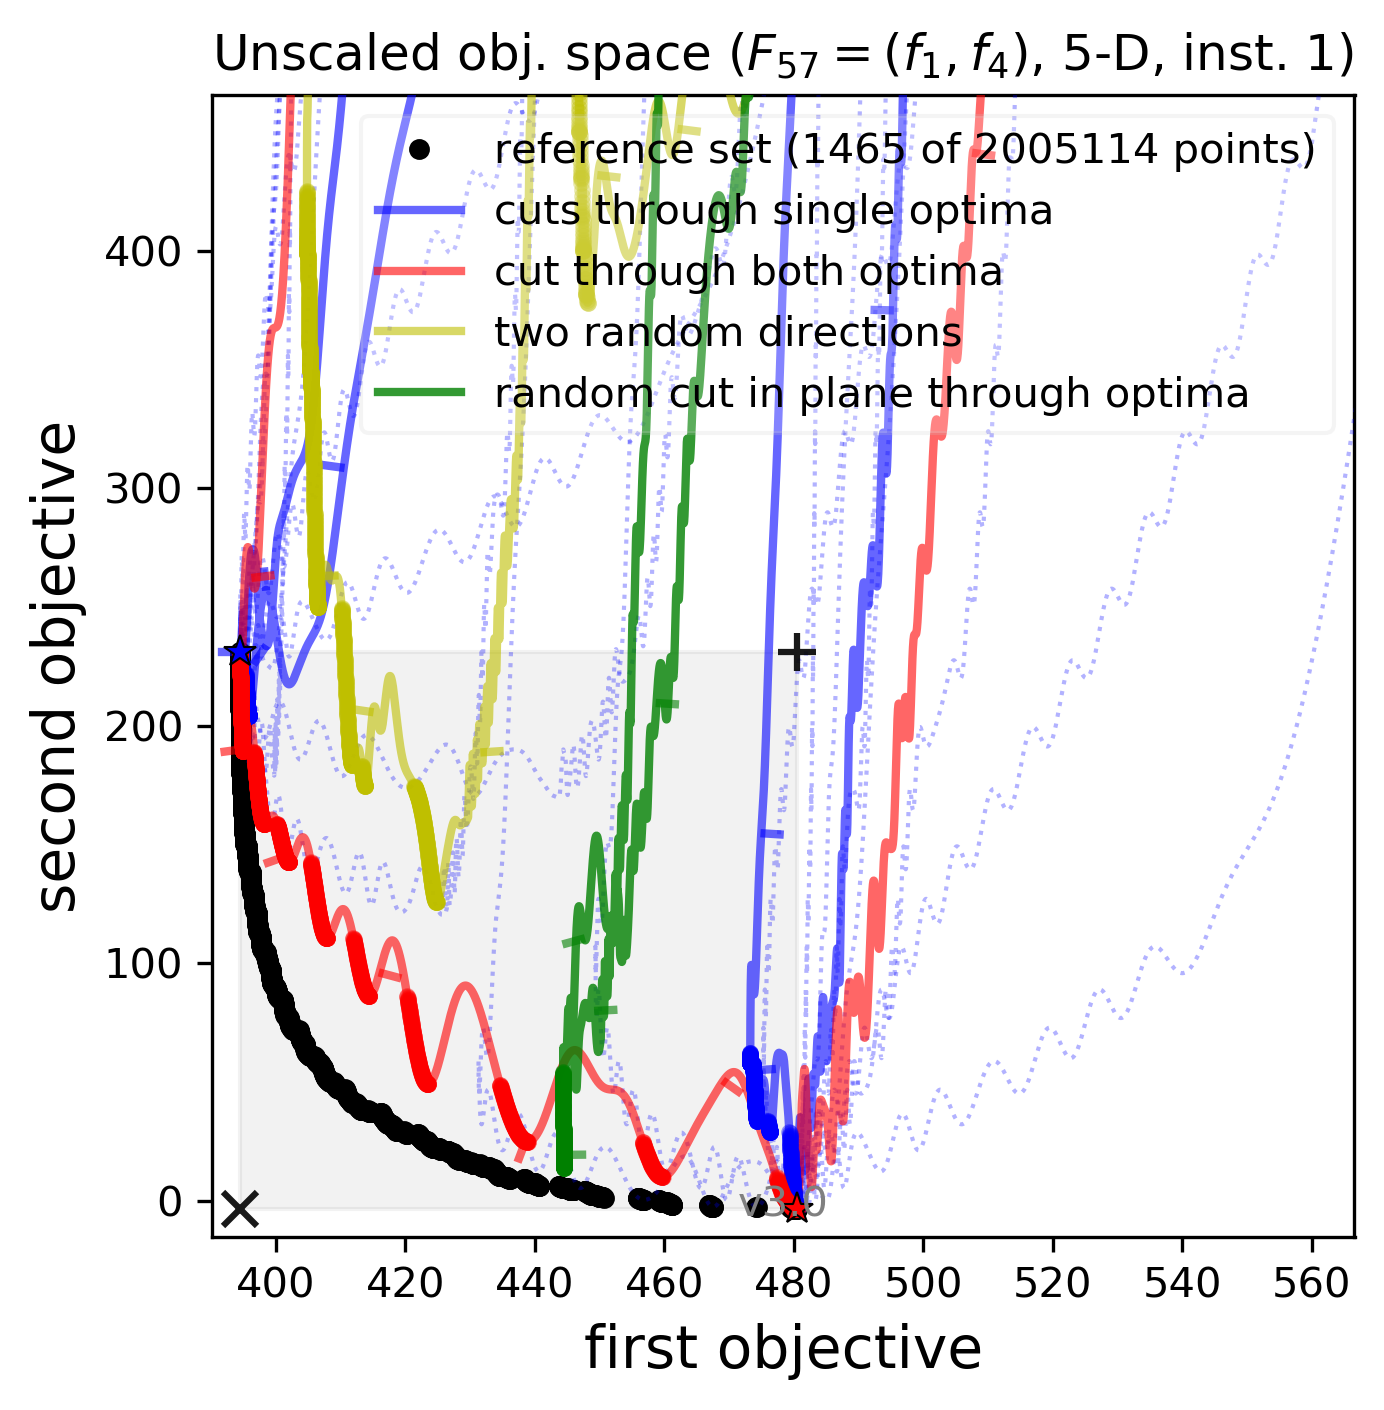 Unscaled obj. space (F57 = (f1, f4), 5-D, inst. 1)
reference set (1465 of 2005114 points)
cuts through single optima
cut through both optima
two random directions
random cut in plane through optima
second objective
400
300
200
100
0
400 420 440 460 480 500 520 540 560
first objective